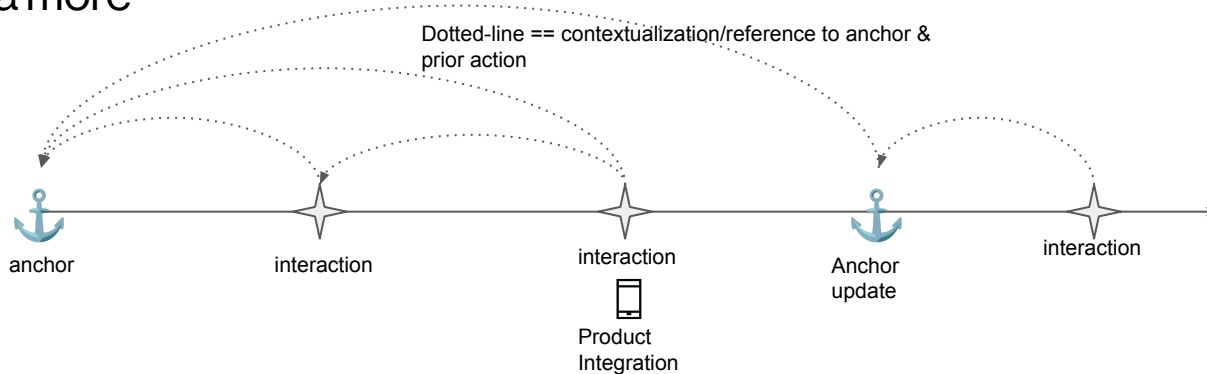 Dotted-line == contextualization/reference to anchor &
prior action
anchor
interaction
interaction
Anchor
update
interaction
Product
Integration